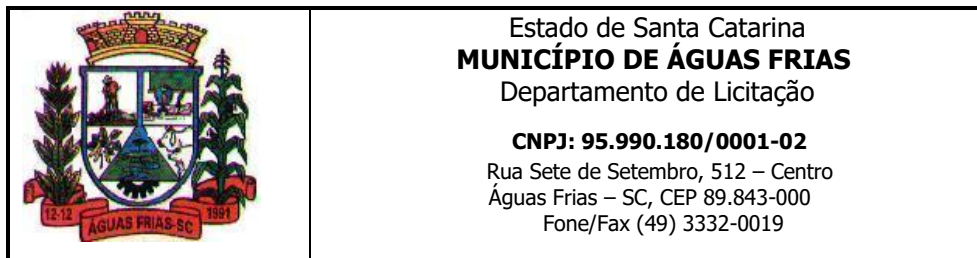 12-12
ÁGUAS FRIAS-SC
1991
Estado de Santa Catarina
MUNICÍPIO DE ÁGUAS FRIAS
Departamento de Licitação
CNPJ: 95.990.180/0001-02
Rua Sete de Setembro, 512 – Centro
Águas Frias – SC, CEP 89.843-000
Fone/Fax (49) 3332-0019